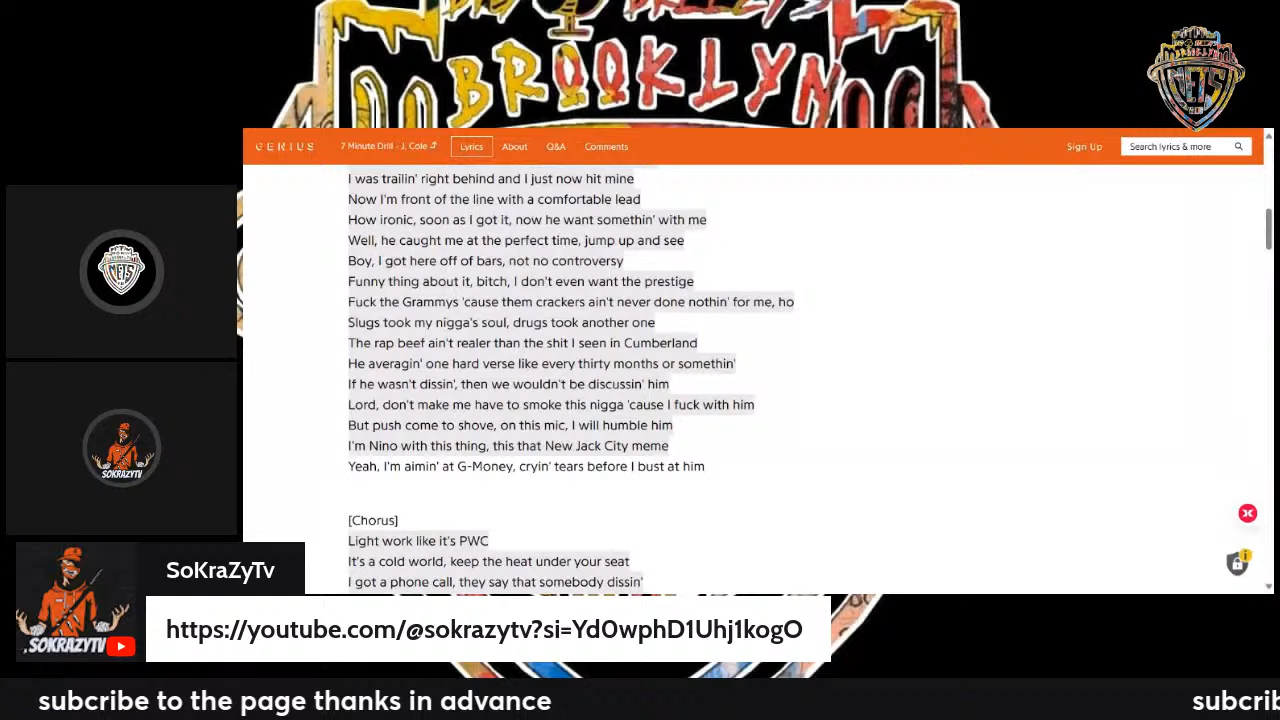 BROOKLYN
NETS
GENIUS
7 Minute Drill - J. Cole
Lyrics
About
Q&A
Comments
Sign Up
Search lyrics & more
I was trailin' right behind and I just now hit mine
Now I'm front of the line with a comfortable lead
How ironic, soon as I got it, now he want somethin' with me
Well, he caught me at the perfect time, jump up and see
Boy, I got here off of bars, not no controversy
Funny thing about it, bitch, I don't even want the prestige
Fuck the Grammys 'cause them crackers ain't never done nothin' for me, ho
Slugs took my nigga's soul, drugs took another one
The rap beef ain't realer than the shit I seen in Cumberland
He averagin' one hard verse like every thirty months or somethin'
If he wasn't dissin', then we wouldn't be discussin' him
Lord, don't make me have to smoke this nigga 'cause I fuck with him
But push come to shove, on this mic, I will humble him
I'm Nino with this thing, this that New Jack City meme
Yeah, I'm aimin' at G-Money, cryin' tears before I bust at him
[Chorus]
Light work like it's PWC
It's a cold world, keep the heat under your seat
I got a phone call, they say that somebody dissin'
NETS
SOKRAZYTV
SoKraZyTv
SOKRAZYTV
https://youtube.com/@sokrazytv?si=Yd0wphD1Uhj1kogO
subcribe to the page thanks in advance
subcrib